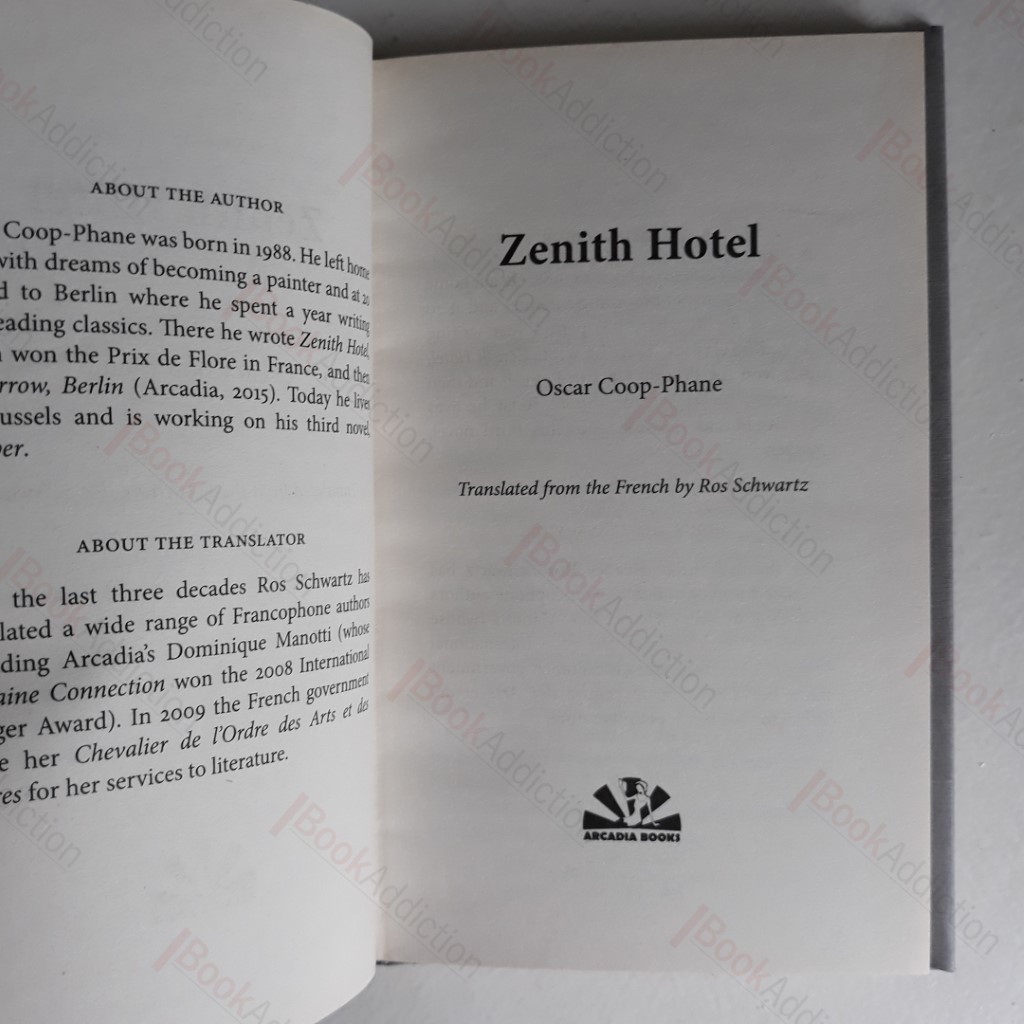 ABOUT THE AUTHOR
Coop-Phane was born in 1988. He left home
with dreams of becoming a painter and at 20
d to Berlin where he spent a year writing
eading classics. There he wrote Zenith Hotel,
won the Prix de Flore in France, and then
rrow, Berlin (Arcadia, 2015). Today he lives
ussels and is working on his third novel,
er.
ABOUT THE TRANSLATOR
the last three decades Ros Schwartz has
lated a wide range of Francophone authors
ding Arcadia's Dominique Manotti (whose
aine Connection won the 2008 International
ger Award). In 2009 the French government
e her Chevalier de l'Ordre des Arts et des
res for her services to literature.
Zenith Hotel
Oscar Coop-Phane
Translated from the French by Ros Schwartz
ARCADIA BOOKS
BookAddiction